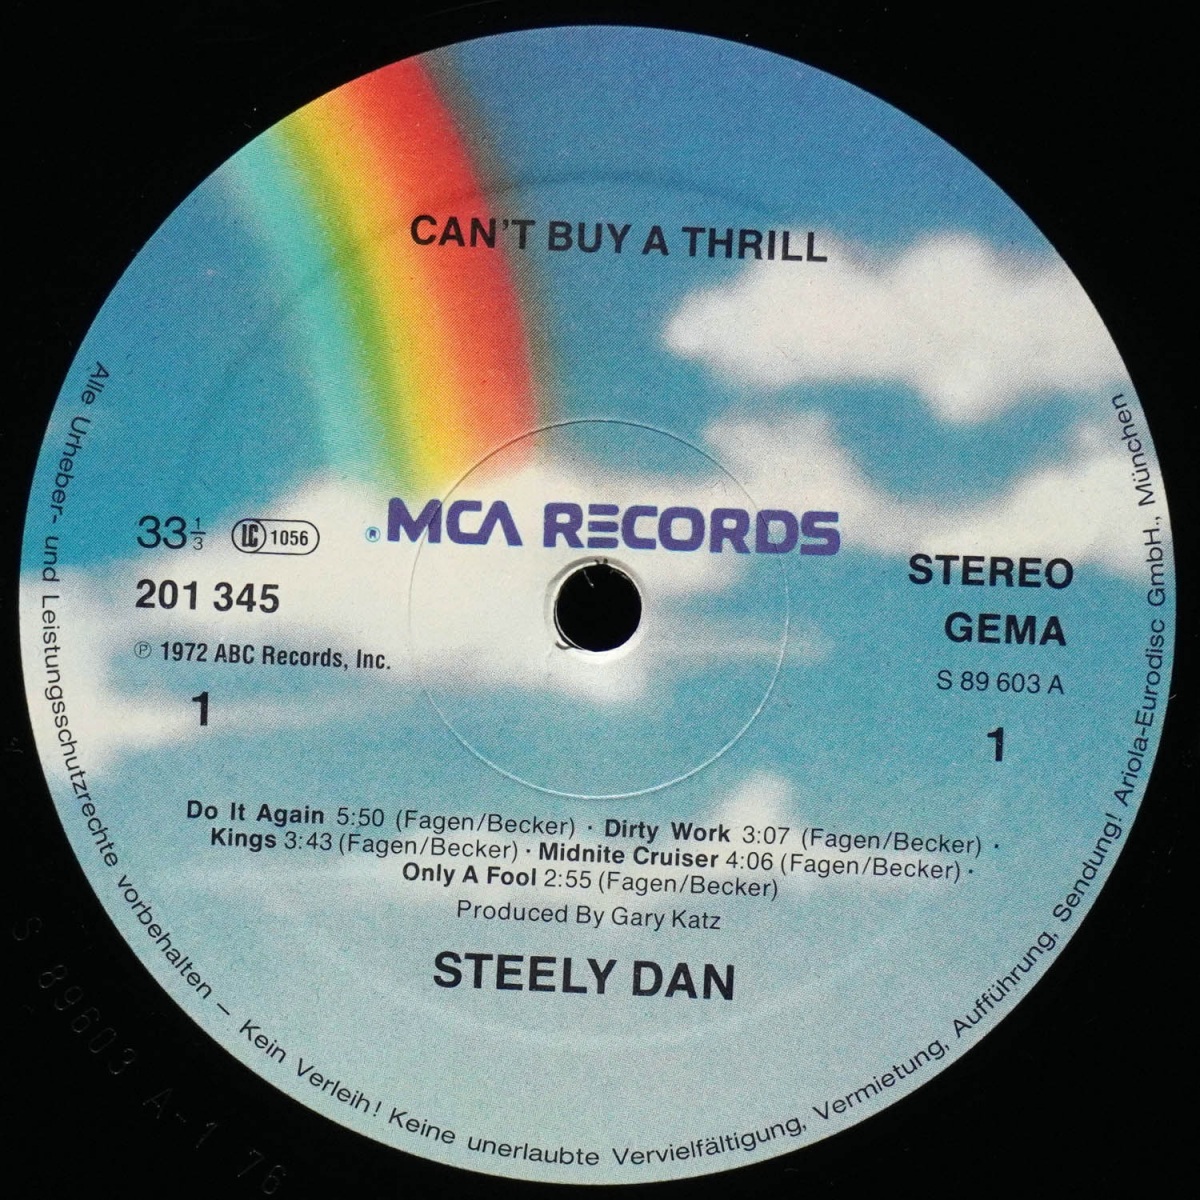 CAN'T BUY A THRILL
® MCA RECORDS
33⅓ LC 1056
201 345
℗ 1972 ABC Records, Inc.
1
STEREO
GEMA
S 89 603 A
1
Do It Again 5:50 (Fagen/Becker) · Dirty Work 3:07 (Fagen/Becker) ·
Kings 3:43 (Fagen/Becker) · Midnite Cruiser 4:06 (Fagen/Becker) ·
Only A Fool 2:55 (Fagen/Becker)
Produced By Gary Katz
STEELY DAN
Alle Urheber- und Leistungsschutzrechte vorbehalten – Kein Verleih! Keine unerlaubte Vervielfältigung, Vermietung, Aufführung, Sendung! Ariola-Eurodisc GmbH., München
S 89603 A-1 76